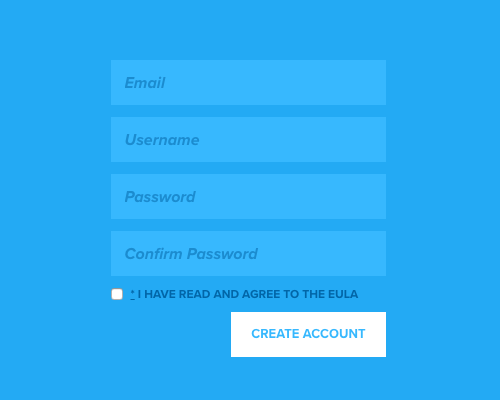 Email
Username
Password
Confirm Password
* I HAVE READ AND AGREE TO THE EULA
CREATE ACCOUNT